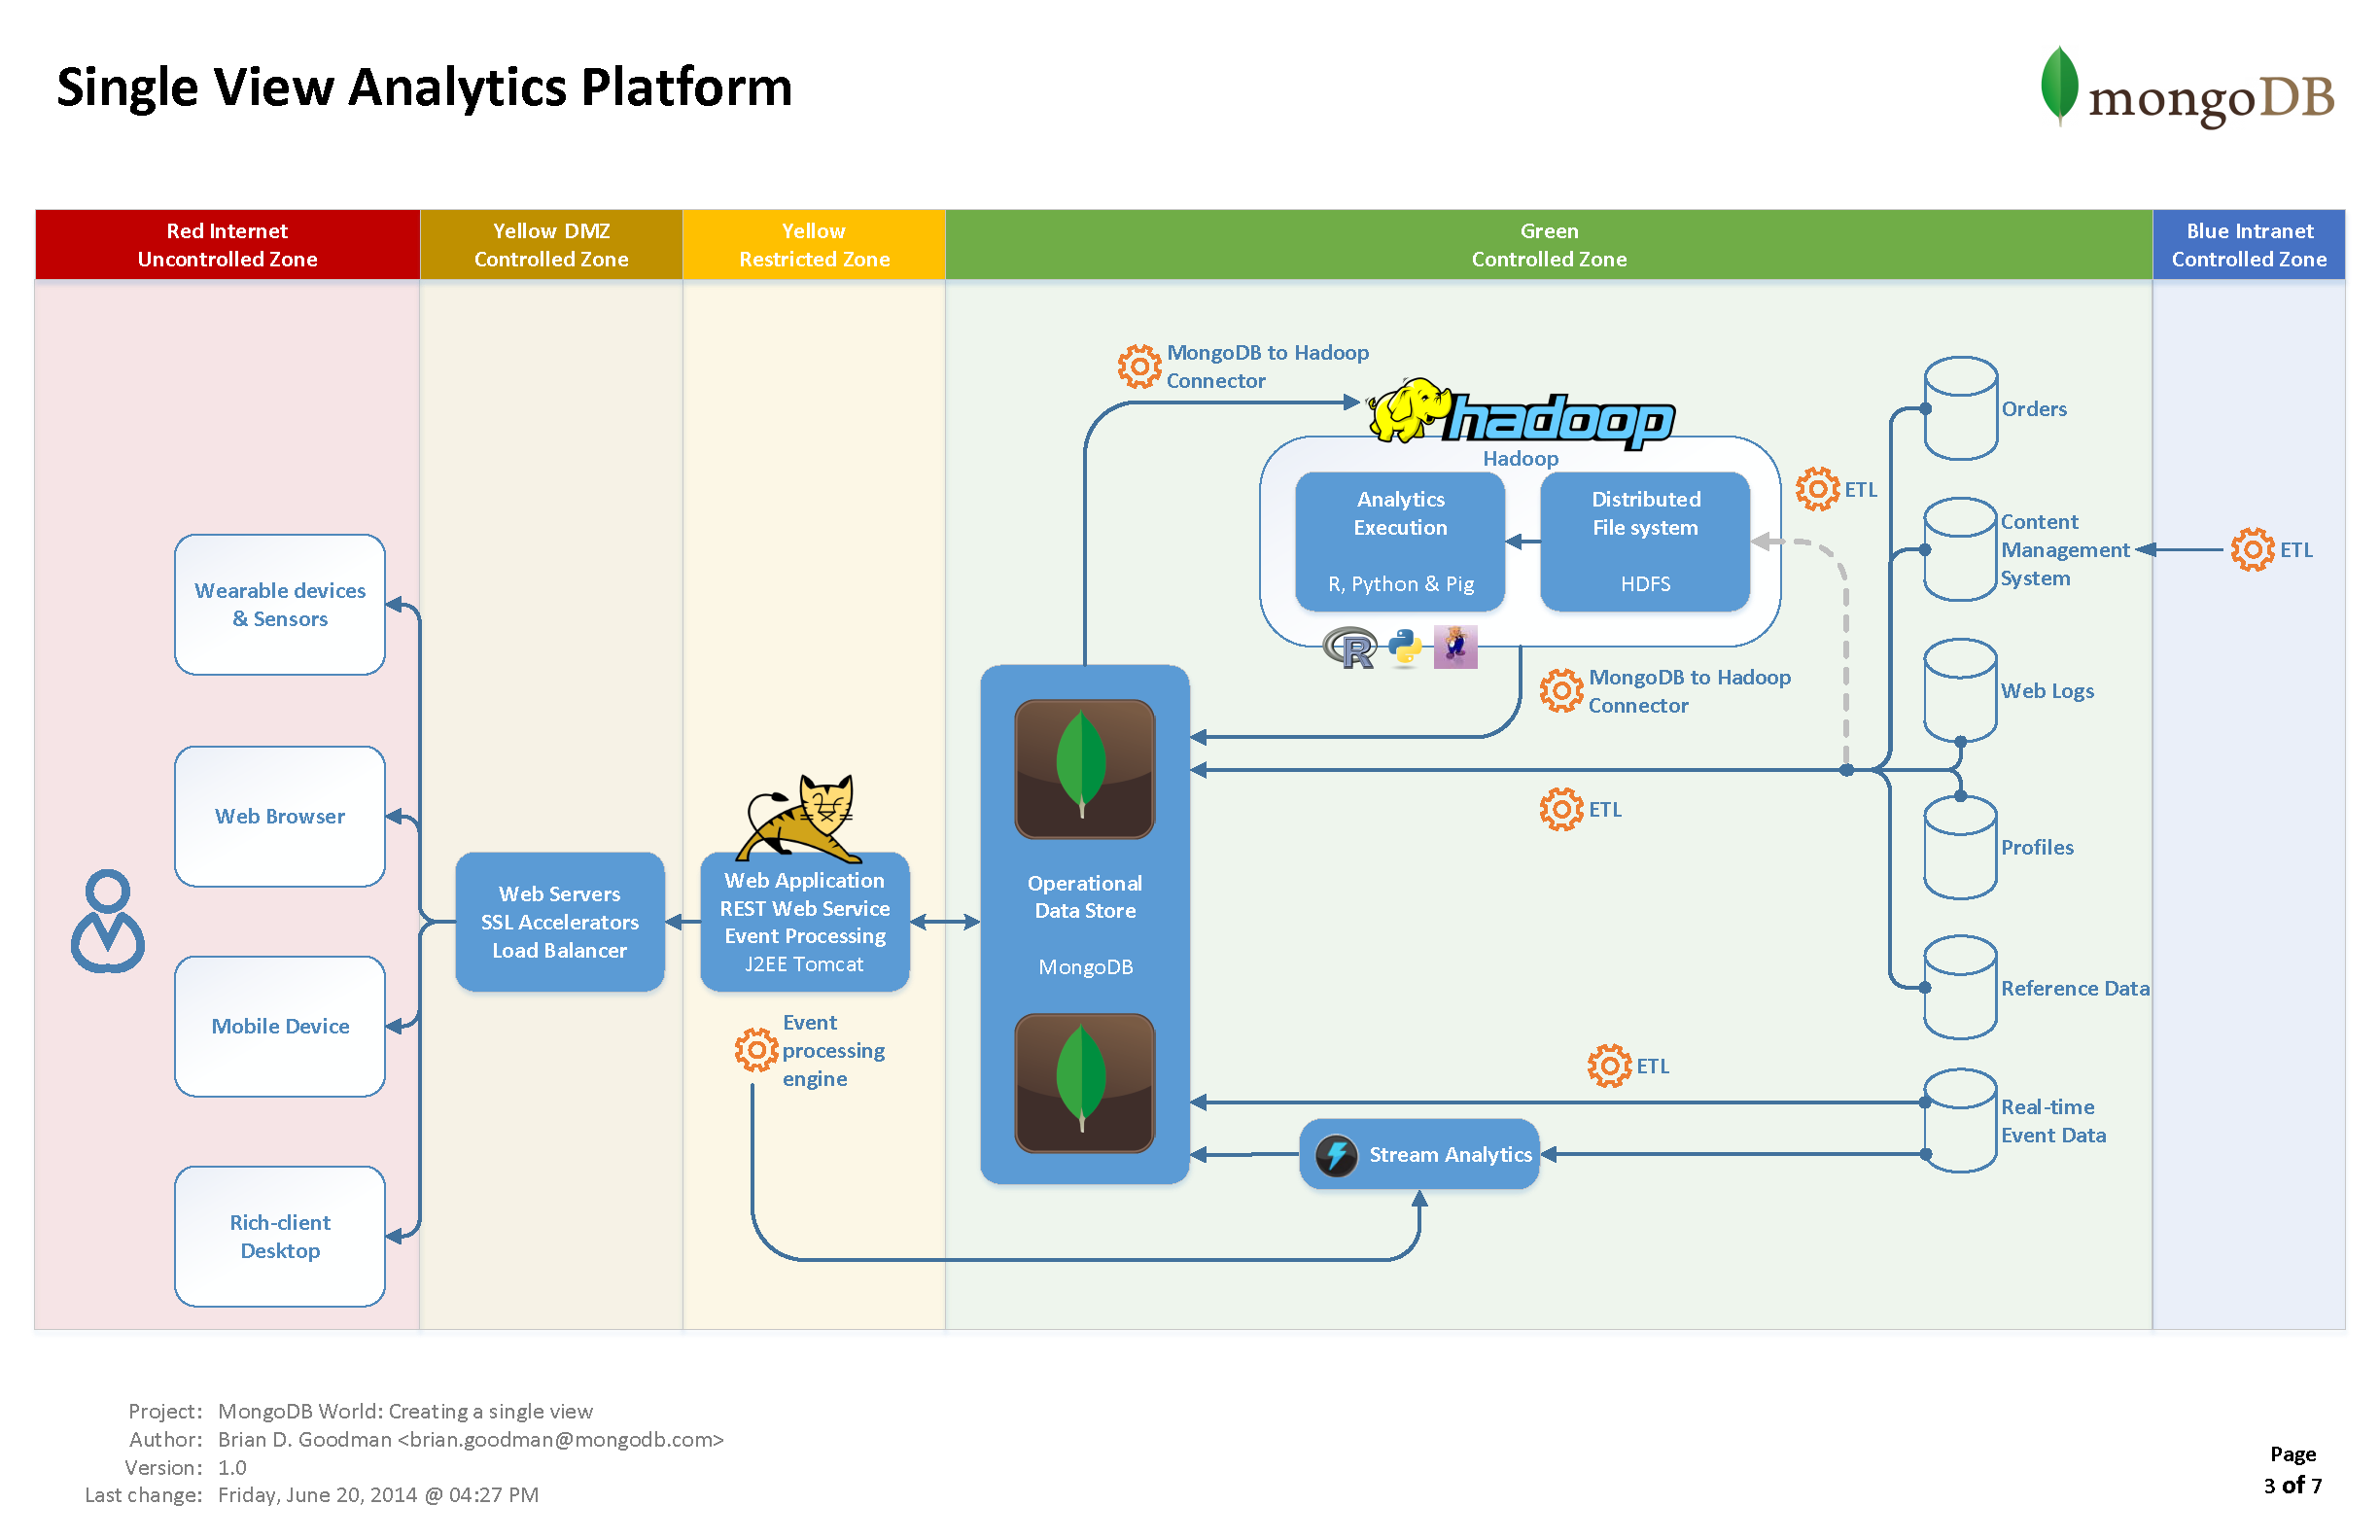 Single View Analytics Platform
mongoDB
Red Internet
Uncontrolled Zone
Yellow DMZ
Controlled Zone
Yellow
Restricted Zone
Green
Controlled Zone
Blue Intranet
Controlled Zone
MongoDB to Hadoop
Connector
hadoop
Hadoop
Analytics
Execution
R, Python & Pig
Distributed
File system
HDFS
ETL
Orders
Content
Management
System
ETL
R
Wearable devices
& Sensors
MongoDB to Hadoop
Connector
Web Logs
Web Browser
ETL
Profiles
Web Servers
SSL Accelerators
Load Balancer
Web Application
REST Web Service
Event Processing
J2EE Tomcat
Operational
Data Store
MongoDB
Reference Data
Mobile Device
Event
processing
engine
ETL
Real-time
Event Data
Stream Analytics
Rich-client
Desktop
Project: MongoDB World: Creating a single view
Author: Brian D. Goodman <brian.goodman@mongodb.com>
Version: 1.0
Last change: Friday, June 20, 2014 @ 04:27 PM
Page
3 of 7